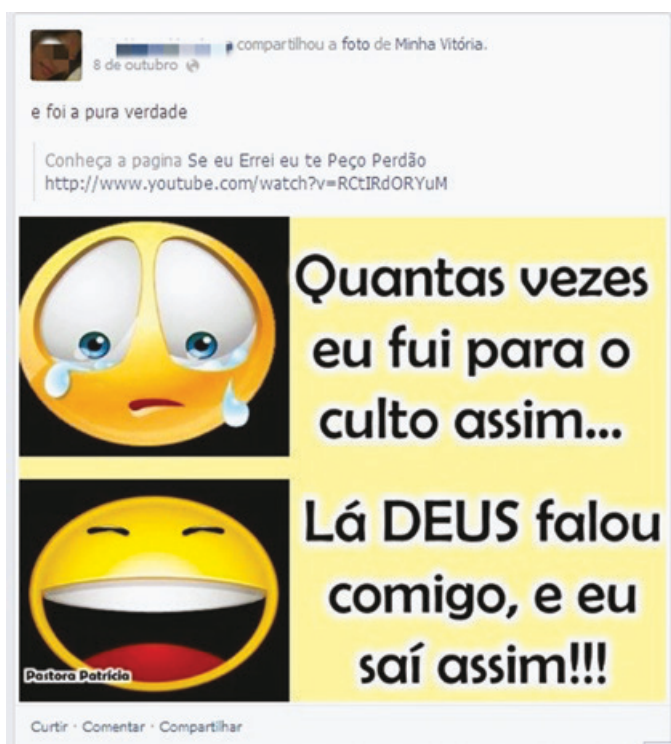 compartilhou a foto de Minha Vitória.
8 de outubro
e foi a pura verdade
Conheça a pagina Se eu Errei eu te Peço Perdão
http://www.youtube.com/watch?v=RCtIRdORYuM
Quantas vezes
eu fui para o
culto assim...
Lá DEUS falou
comigo, e eu
saí assim!!!
Pastora Patrícia
Curtir · Comentar · Compartilhar